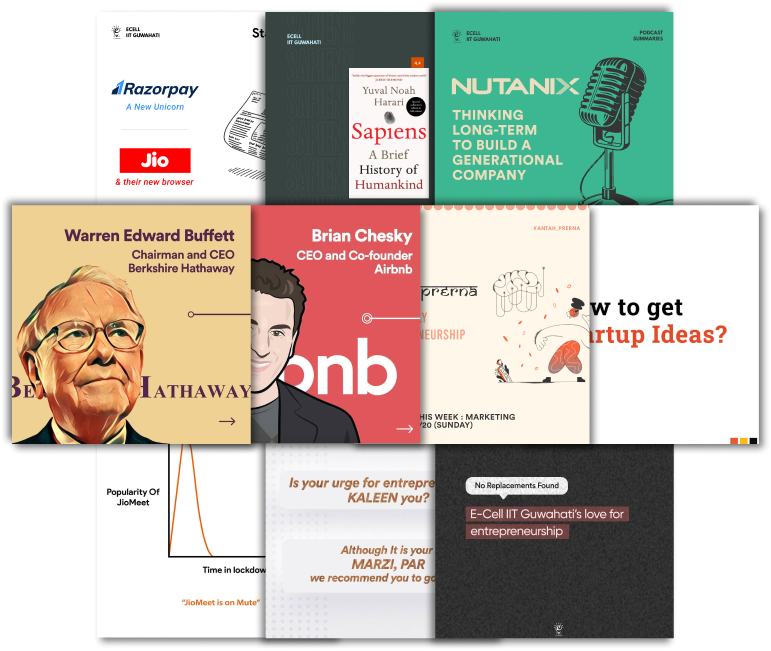 ECELL
IIT GUWAHATI
Razorpay
A New Unicorn
Jio
& their new browser
ECELL
IIT GUWAHATI
Yuval Noah
Harari
Sapiens
A Brief
History of
Humankind
ECELL
IIT GUWAHATI
PODCAST
SUMMARIES
NUTANIX
THINKING
LONG-TERM
TO BUILD A
GENERATIONAL
COMPANY
Warren Edward Buffett
Chairman and CEO
Berkshire Hathaway
HATHAWAY
Brian Chesky
CEO and Co-founder
Airbnb
bnb
#ANTAH_PRERNA
prerna
HIS WEEK : MARKETING
/20 (SUNDAY)
w to get
artup Ideas?
Popularity Of
JioMeet
Time in lockdow
"JioMeet is on Mute"
Is your urge for entrepre
KALEEN you?
Although It is your
MARZI, PAR
we recommend you to go
No Replacements Found
E-Cell IIT Guwahati's love for
entrepreneurship